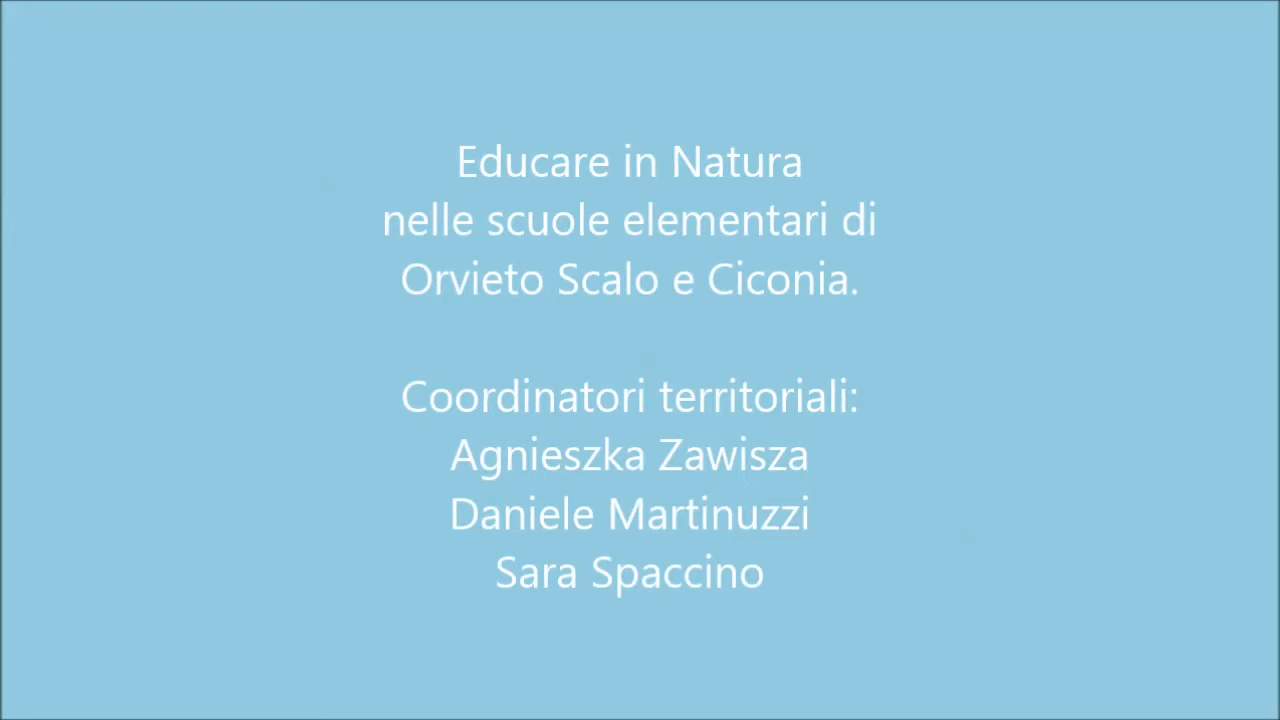 Educare in Natura
nelle scuole elementari di
Orvieto Scalo e Ciconia.
Coordinatori territoriali:
Agnieszka Zawisza
Daniele Martinuzzi
Sara Spaccino